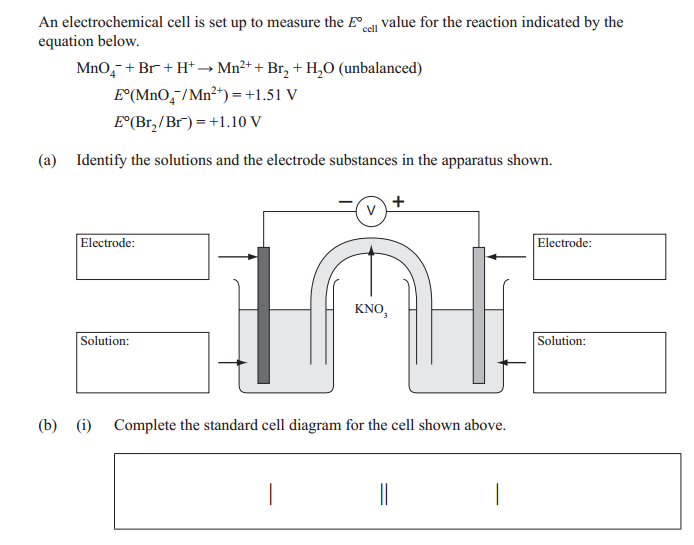 An electrochemical cell is set up to measure the E°cell value for the reaction indicated by the
equation below.
MnO₄⁻ + Br⁻ + H⁺ → Mn²⁺ + Br₂ + H₂O (unbalanced)
E°(MnO₄⁻/Mn²⁺) = +1.51 V
E°(Br₂/Br⁻) = +1.10 V
(a) Identify the solutions and the electrode substances in the apparatus shown.
− V +
Electrode:
Electrode:
KNO₃
Solution:
Solution:
(b) (i) Complete the standard cell diagram for the cell shown above.
| || |